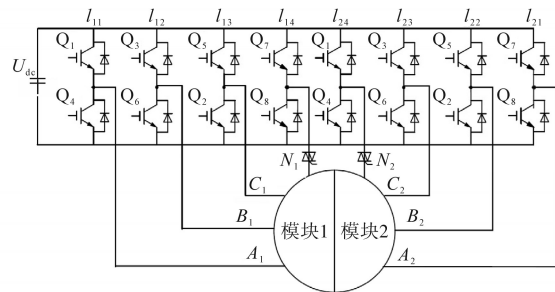 l₁₁ l₁₂ l₁₃ l₁₄ l₂₄ l₂₃ l₂₂ l₂₁
Q₁ Q₃ Q₅ Q₇ Q₁ Q₃ Q₅ Q₇
U_dc
Q₄ Q₆ Q₂ Q₈ Q₄ Q₆ Q₂ Q₈
N₁ N₂
C₁ C₂
B₁ 模块1 模块2 B₂
A₁ A₂